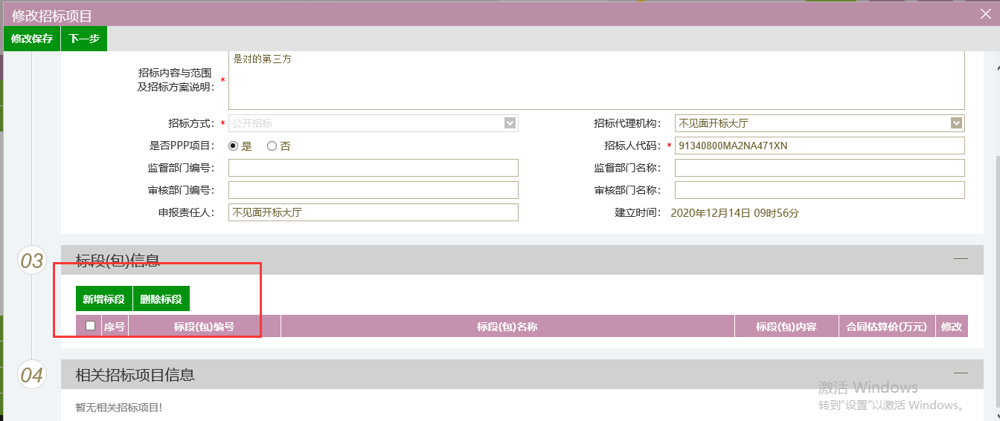 修改招标项目
修改保存 下一步
是对的第三方
招标内容与范围
及招标方案说明： *
招标方式： * 公开招标 招标代理机构： 不见面开标大厅
是否PPP项目： 是 否 招标人代码： * 91340800MA2NA471XN
监督部门编号： 监督部门名称：
审核部门编号： 审核部门名称：
申报责任人： 不见面开标大厅 建立时间： 2020年12月14日 09时56分
03 标段(包)信息
新增标段 删除标段
序号 标段(包)编号 标段(包)名称 标段(包)内容 合同估算价(万元) 修改
04 相关招标项目信息
暂无相关招标项目!
激活 Windows
转到"设置"以激活 Windows。